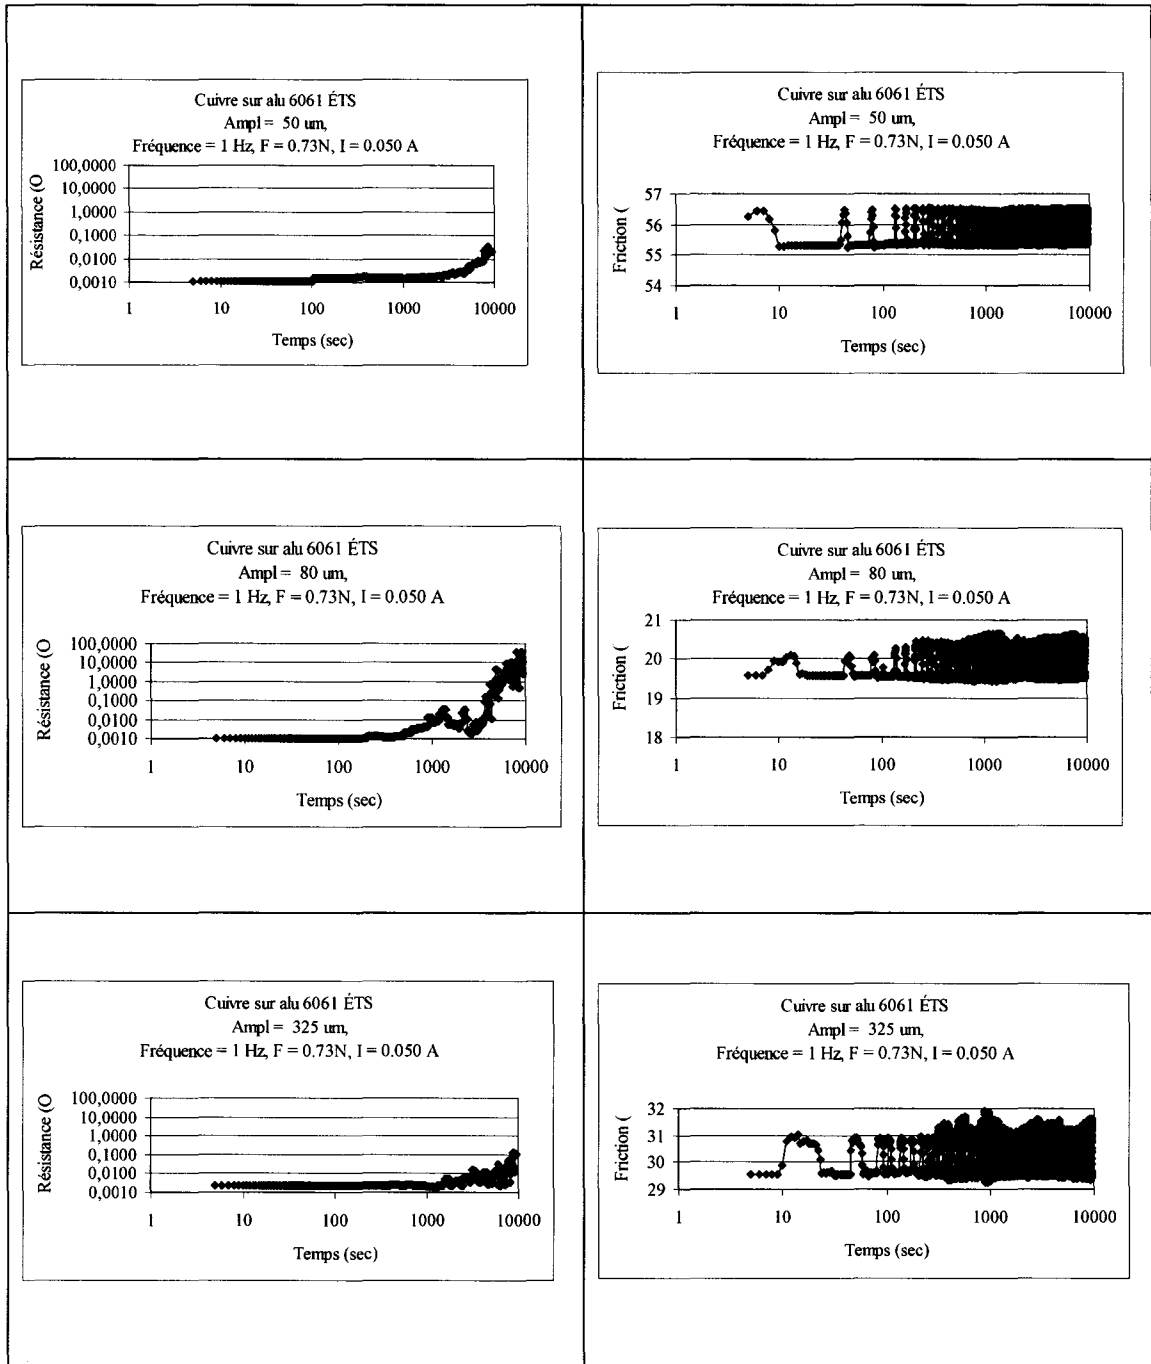 Cuivre sur alu 6061 ÉTS
Ampl = 50 um,
Fréquence = 1 Hz, F = 0.73N, I = 0.050 A
Résistance (O
100,0000
10,0000
1,0000
0,1000
0,0100
0,0010
1 10 100 1000 10000
Temps (sec)
Cuivre sur alu 6061 ÉTS
Ampl = 50 um,
Fréquence = 1 Hz, F = 0.73N, I = 0.050 A
Friction (
57
56
55
54
1 10 100 1000 10000
Temps (sec)
Cuivre sur alu 6061 ÉTS
Ampl = 80 um,
Fréquence = 1 Hz, F = 0.73N, I = 0.050 A
Résistance (O
100,0000
10,0000
1,0000
0,1000
0,0100
0,0010
1 10 100 1000 10000
Temps (sec)
Cuivre sur alu 6061 ÉTS
Ampl = 80 um,
Fréquence = 1 Hz, F = 0.73N, I = 0.050 A
Friction (
21
20
19
18
1 10 100 1000 10000
Temps (sec)
Cuivre sur alu 6061 ÉTS
Ampl = 325 um,
Fréquence = 1 Hz, F = 0.73N, I = 0.050 A
Résistance (O
100,0000
10,0000
1,0000
0,1000
0,0100
0,0010
1 10 100 1000 10000
Temps (sec)
Cuivre sur alu 6061 ÉTS
Ampl = 325 um,
Fréquence = 1 Hz, F = 0.73N, I = 0.050 A
Friction (
32
31
30
29
1 10 100 1000 10000
Temps (sec)